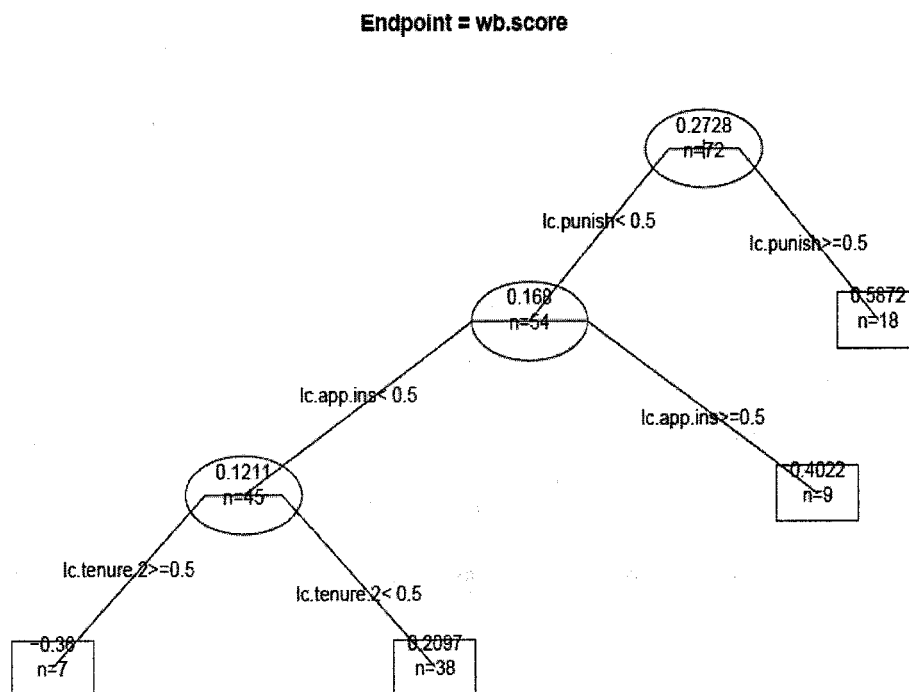 Endpoint = wb.score
0.2728
n=72
lc.punish< 0.5
lc.punish>=0.5
0.168
n=54
0.5872
n=18
lc.app.ins< 0.5
lc.app.ins>=0.5
0.1211
n=45
0.4022
n=9
lc.tenure.2>=0.5
lc.tenure.2< 0.5
−0.36
n=7
0.2097
n=38